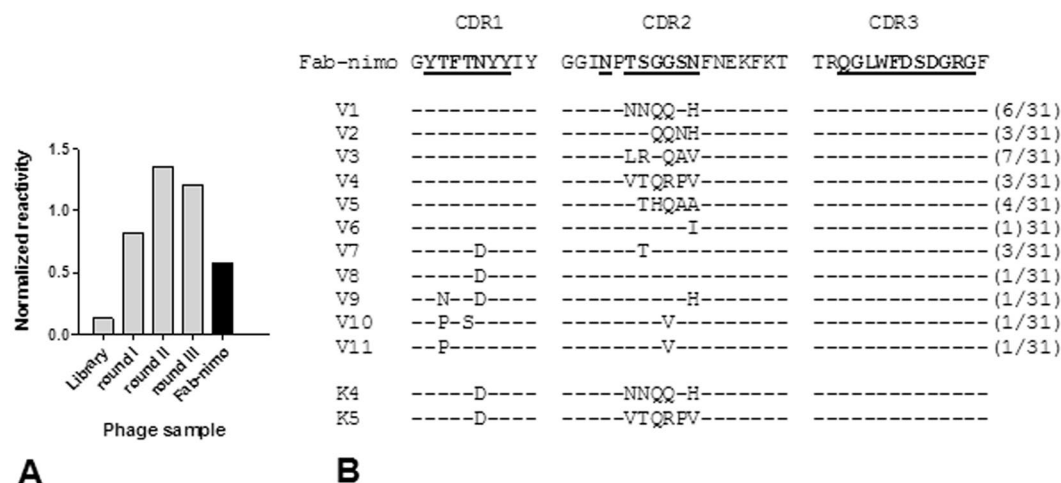 CDR1 CDR2 CDR3
Fab-nimo GYTFTNYYIY GGINPTSGGSNFNEKFKT TRQGLWFDSDGRGF
V1 ---------- -----NNQQ-H------- -------------- (6/31)
V2 ---------- -------QQNH------- -------------- (3/31)
V3 ---------- -----LR-QAV------- -------------- (7/31)
V4 ---------- -----VTQRPV------- -------------- (3/31)
V5 ---------- ------THQAA------- -------------- (4/31)
V6 ---------- ----------I------- -------------- (1)31)
V7 -----D---- ------T----------- -------------- (3/31)
V8 -----D---- ------------------ -------------- (1/31)
V9 --N--D---- ----------H------- -------------- (1/31)
V10 --P-S----- --------V--------- -------------- (1/31)
V11 --P------- --------V--------- -------------- (1/31)
K4 -----D---- -----NNQQ-H------- --------------
K5 -----D---- -----VTQRPV------- --------------
Normalized reactivity
1.5
1.0
0.5
0.0
Library
round I
round II
round III
Fab-nimo
Phage sample
A
B